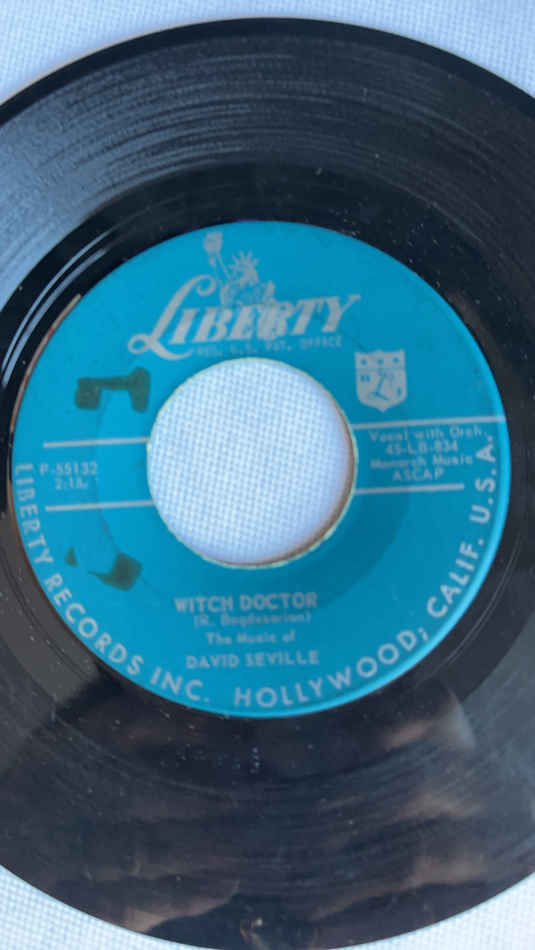 LIBERTY
REG. U.S. PAT. OFFICE
Vocal with Orch.
45-LB-834
Monarch Music
ASCAP
F-55132
2:15
WITCH DOCTOR
(R. Bagdasarian)
The Music of
DAVID SEVILLE
LIBERTY RECORDS INC. HOLLYWOOD; CALIF. U.S.A.